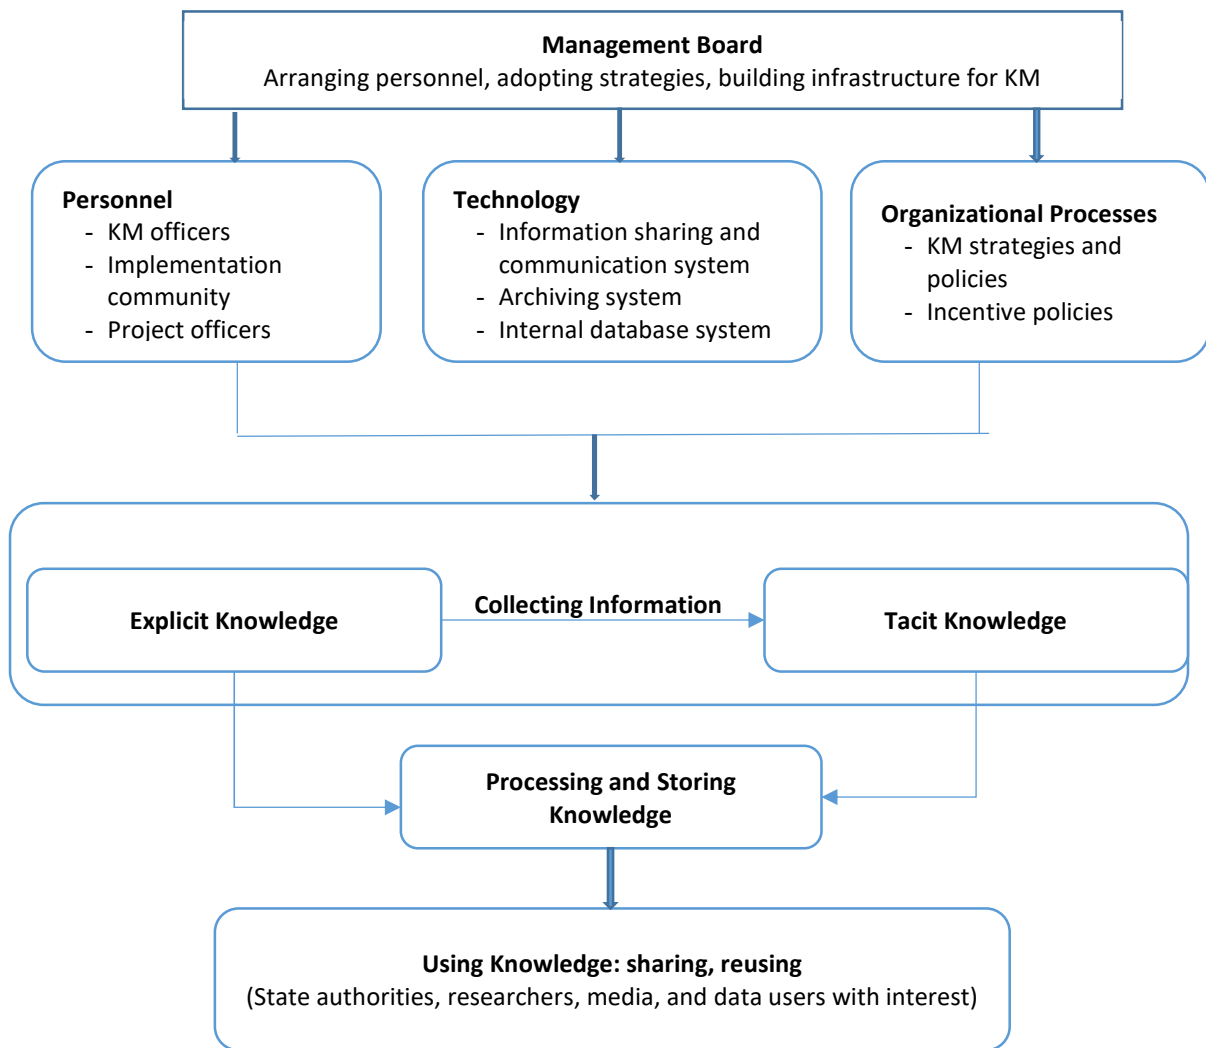 Management Board
Arranging personnel, adopting strategies, building infrastructure for KM
Personnel
- KM officers
- Implementation
community
- Project officers
Technology
- Information sharing and
communication system
- Archiving system
- Internal database system
Organizational Processes
- KM strategies and
policies
- Incentive policies
Explicit Knowledge
Collecting Information
Tacit Knowledge
Processing and Storing
Knowledge
Using Knowledge: sharing, reusing
(State authorities, researchers, media, and data users with interest)